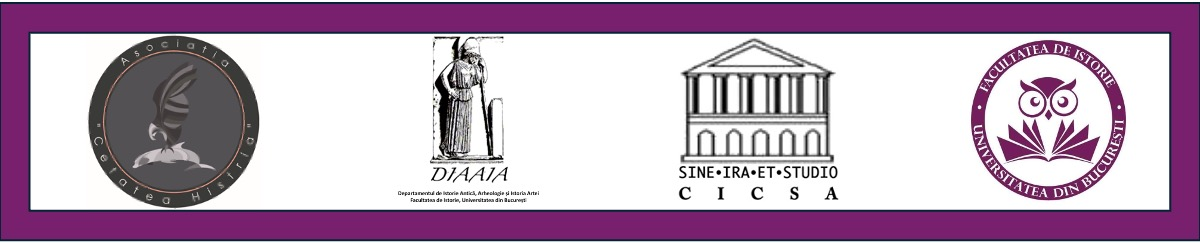 Asociatia
"Cetatea Histria"
DIAAIA
Departamentul de Istorie Antică, Arheologie și Istoria Artei
Facultatea de Istorie, Universitatea din București
SINE•IRA•ET•STUDIO
C I C S A
FACULTATEA DE ISTORIE
UNIVERSITATEA DIN BUCUREȘTI